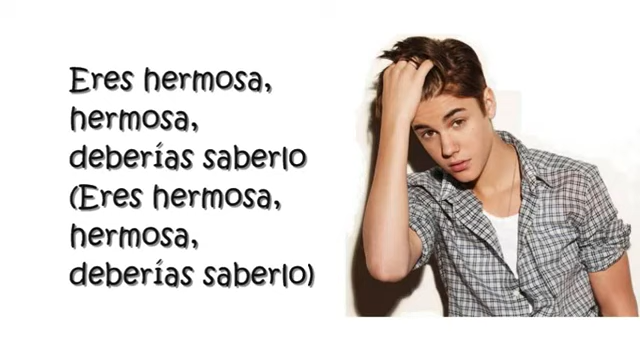 Eres hermosa,
hermosa,
deberías saberlo
(Eres hermosa,
hermosa,
deberías saberlo)